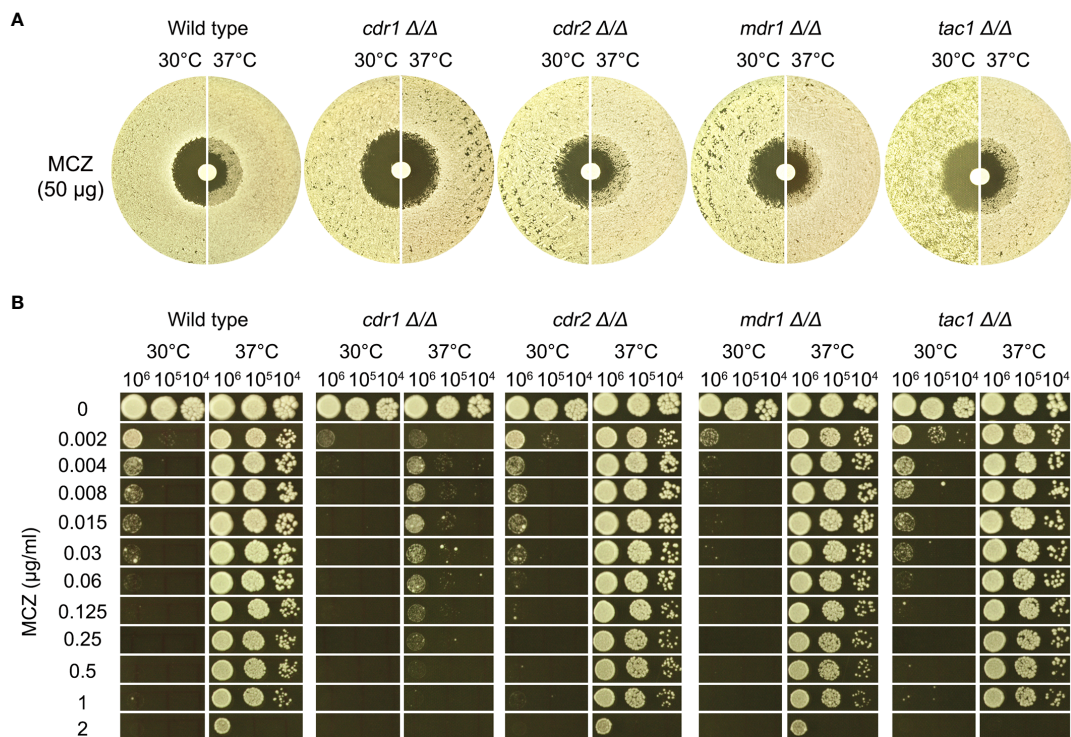 A
Wild type cdr1 Δ/Δ cdr2 Δ/Δ mdr1 Δ/Δ tac1 Δ/Δ
30°C 37°C 30°C 37°C 30°C 37°C 30°C 37°C 30°C 37°C
MCZ
(50 µg)
B
Wild type cdr1 Δ/Δ cdr2 Δ/Δ mdr1 Δ/Δ tac1 Δ/Δ
30°C 37°C 30°C 37°C 30°C 37°C 30°C 37°C 30°C 37°C
10⁶ 10⁵ 10⁴ 10⁶ 10⁵ 10⁴ 10⁶ 10⁵ 10⁴ 10⁶ 10⁵ 10⁴ 10⁶ 10⁵ 10⁴ 10⁶ 10⁵ 10⁴ 10⁶ 10⁵ 10⁴ 10⁶ 10⁵ 10⁴ 10⁶ 10⁵ 10⁴ 10⁶ 10⁵ 10⁴
MCZ (µg/ml)
0
0.002
0.004
0.008
0.015
0.03
0.06
0.125
0.25
0.5
1
2